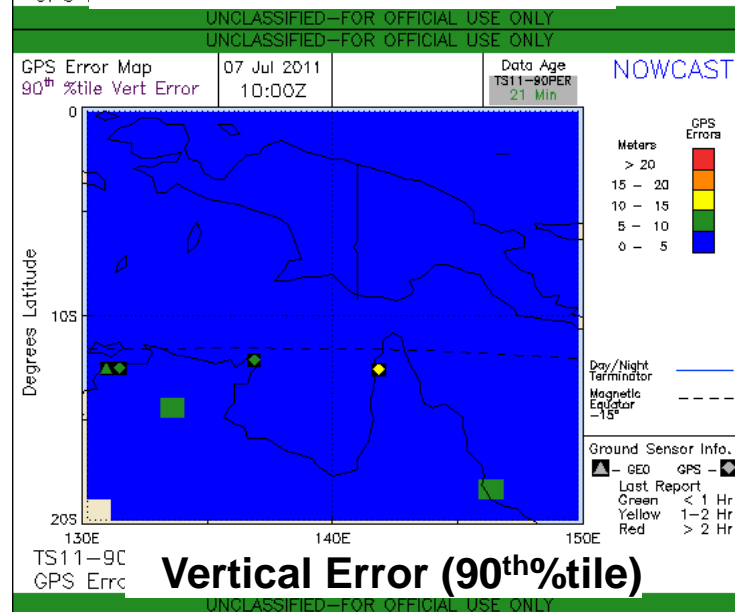 UNCLASSIFIED—FOR OFFICIAL USE ONLY
UNCLASSIFIED—FOR OFFICIAL USE ONLY
GPS Error Map
90th %tile Vert Error
07 Jul 2011
10:00Z
Data Age
TS11—90PER
21 Min
NOWCAST
GPS
Errors
Meters
> 20
15 — 20
10 — 15
5 — 10
0 — 5
Degrees Latitude
0
10S
20S
130E
140E
150E
Day/Night
Terminator
Magnetic
Equator
—15°
Ground Sensor Info.
— GEO GPS —
Last Report
Green < 1 Hr
Yellow 1—2 Hr
Red > 2 Hr
TS11—90
GPS Erro
Vertical Error (90th%tile)
UNCLASSIFIED—FOR OFFICIAL USE ONLY